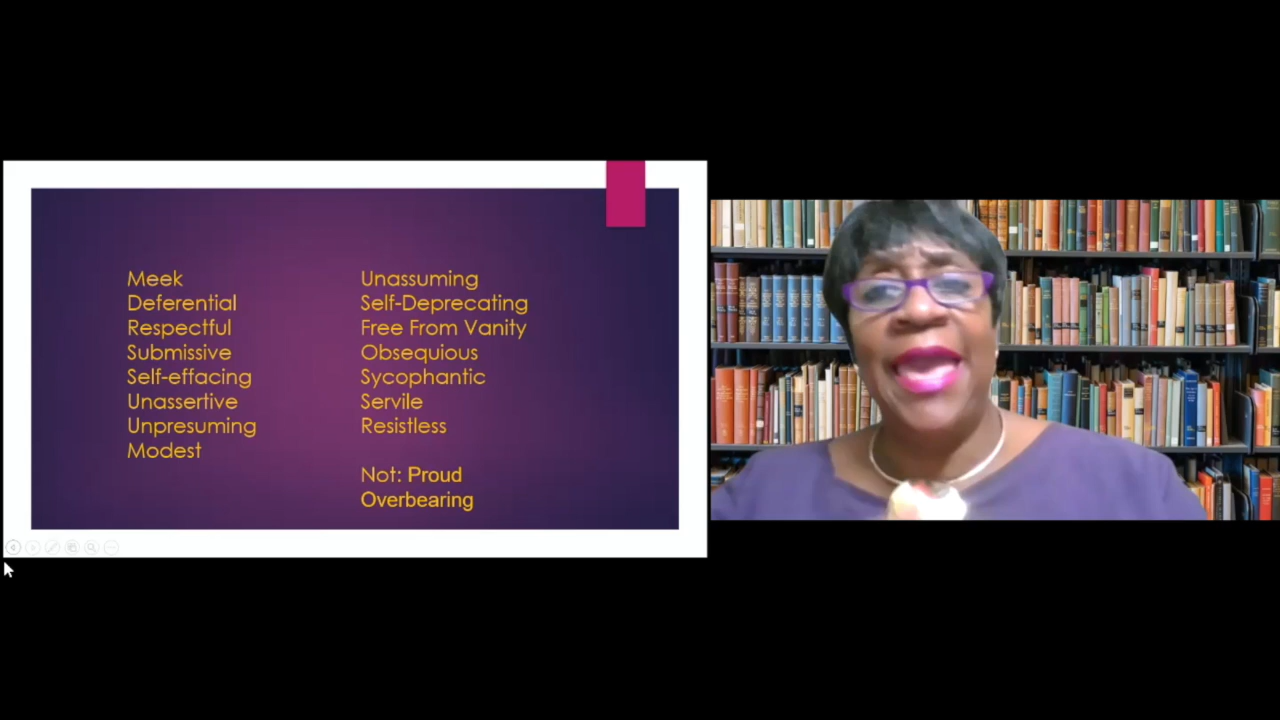 Meek
Deferential
Respectful
Submissive
Self-effacing
Unassertive
Unpresuming
Modest
Unassuming
Self-Deprecating
Free From Vanity
Obsequious
Sycophantic
Servile
Resistless
Not: Proud
Overbearing